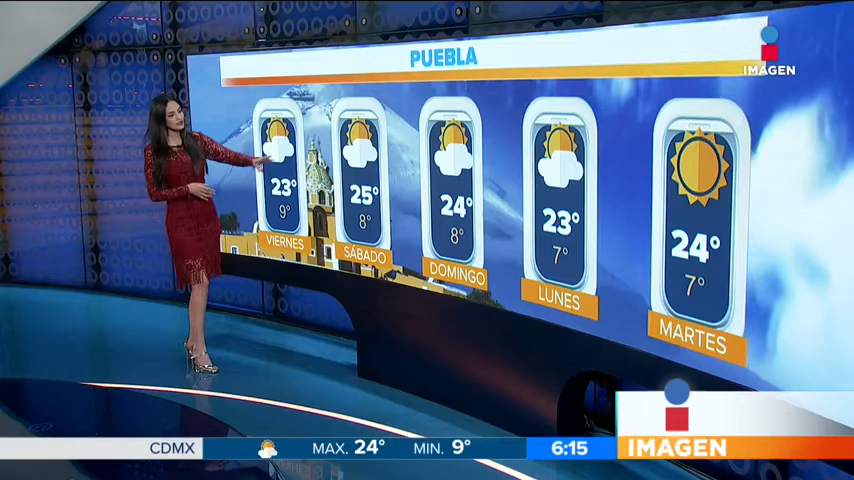 PUEBLA
IMÁGEN
23°
9°
VIERNES
25°
8°
SÁBADO
24°
8°
DOMINGO
23°
7°
LUNES
24°
7°
MARTES
CDMX MAX. 24° MIN. 9° 6:15
IMAGEN